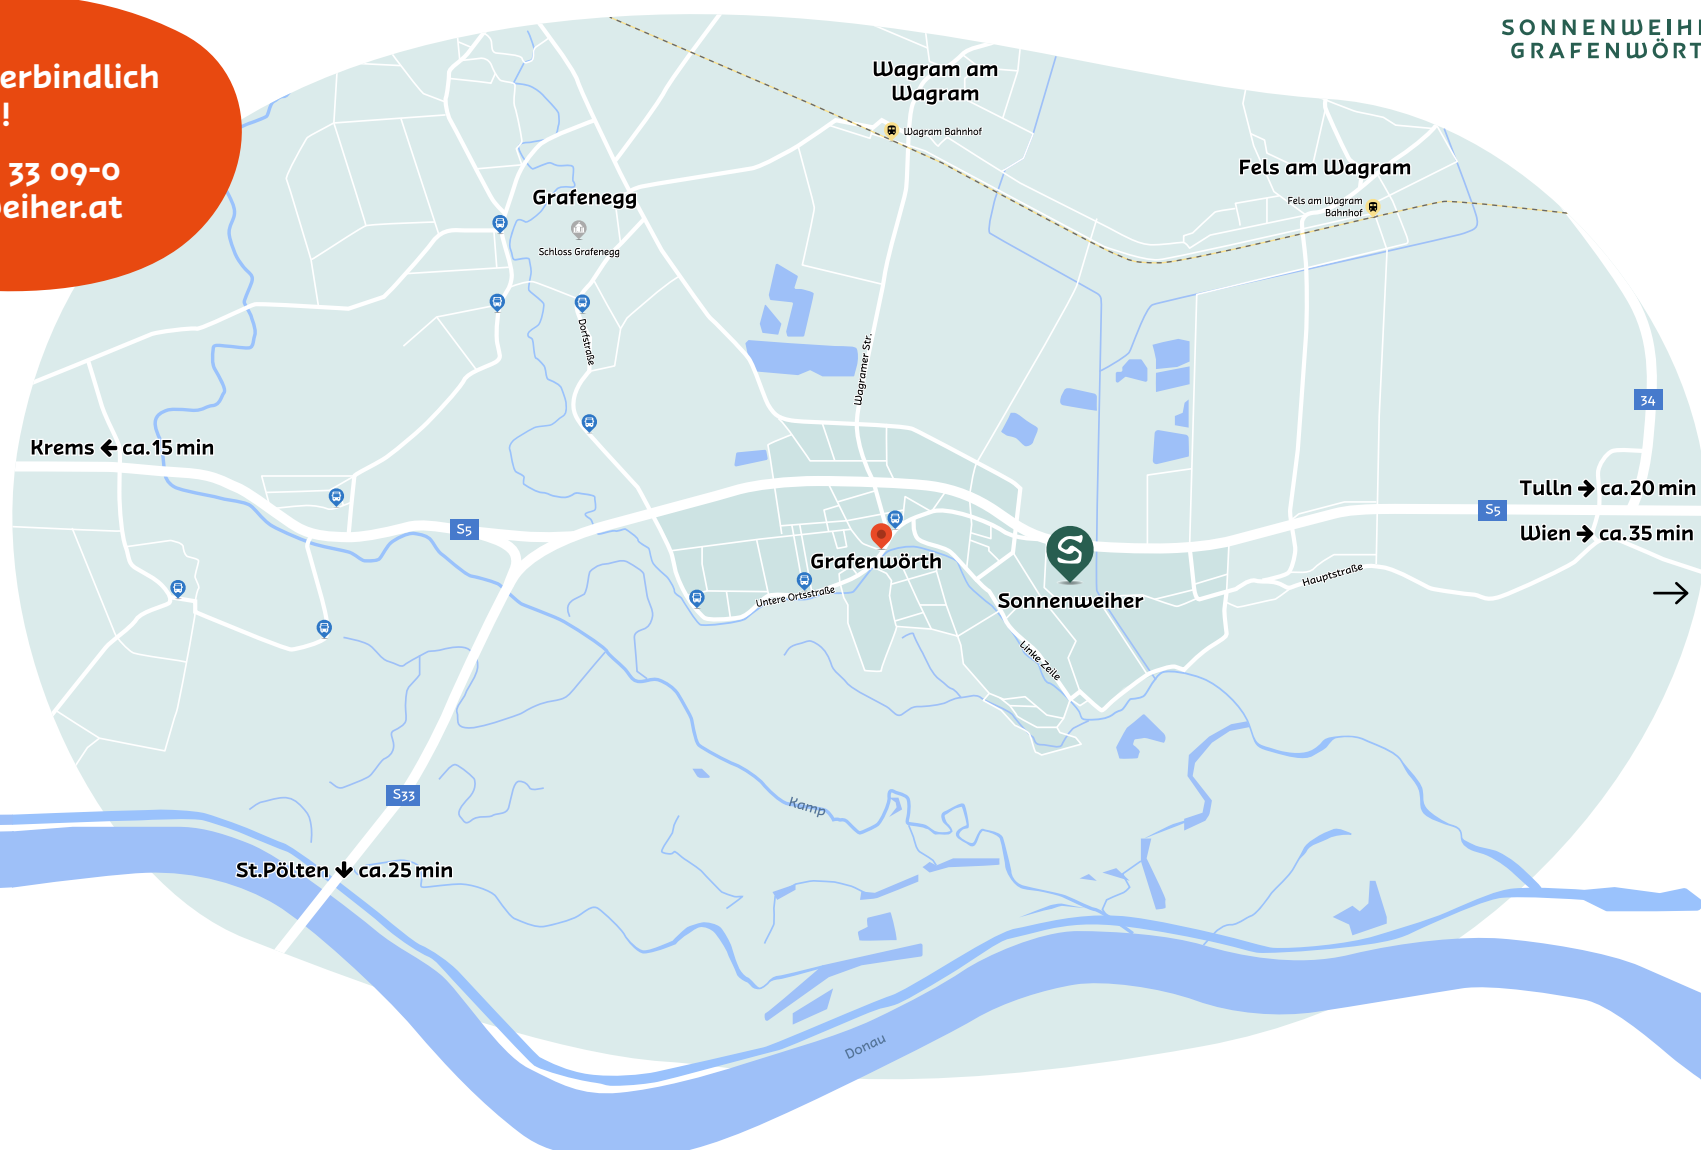 erbindlich
!
33 09-0
eiher.at
SONNENWEIH
GRAFENWÖRT
Wagram am
Wagram
Wagram Bahnhof
Fels am Wagram
Fels am Wagram
Bahnhof
Grafenegg
Schloss Grafenegg
Dorfstraße
Wagramer Str.
34
Krems ← ca.15 min
Tulln → ca.20 min
S5
S5
Wien → ca.35 min
Grafenwörth
Hauptstraße
Untere Ortsstraße
Sonnenweiher
→
Linke Zeile
S33
Kamp
St.Pölten ↓ ca.25 min
Donau